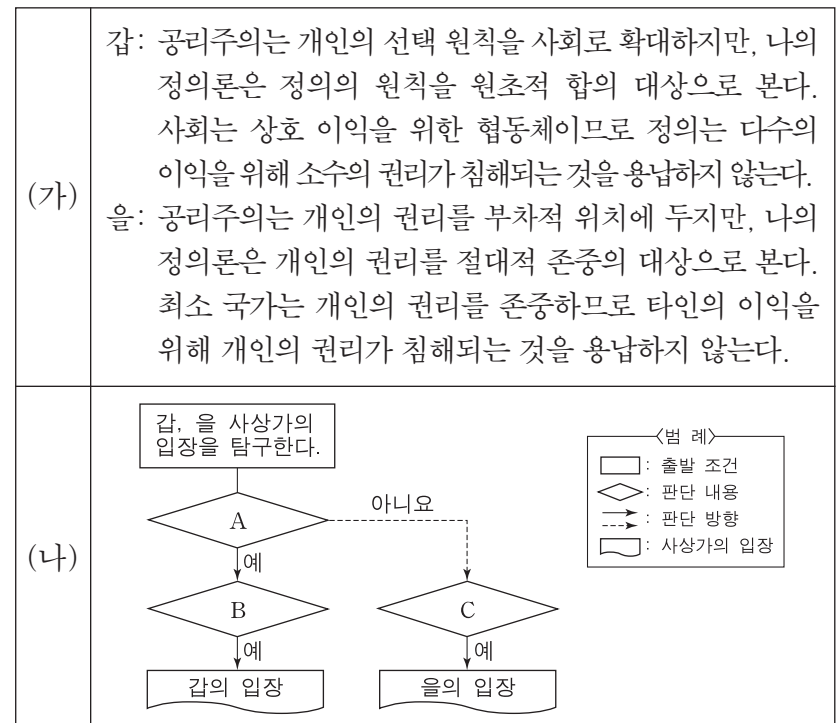 (가)
갑: 공리주의는 개인의 선택 원칙을 사회로 확대하지만, 나의
정의론은 정의의 원칙을 원초적 합의 대상으로 본다.
사회는 상호 이익을 위한 협동체이므로 정의는 다수의
이익을 위해 소수의 권리가 침해되는 것을 용납하지 않는다.
을: 공리주의는 개인의 권리를 부차적 위치에 두지만, 나의
정의론은 개인의 권리를 절대적 존중의 대상으로 본다.
최소 국가는 개인의 권리를 존중하므로 타인의 이익을
위해 개인의 권리가 침해되는 것을 용납하지 않는다.
(나)
갑, 을 사상가의
입장을 탐구한다.
A
아니요
예
B
C
예
예
갑의 입장
을의 입장
〈범 례〉
: 출발 조건
: 판단 내용
: 판단 방향
: 사상가의 입장